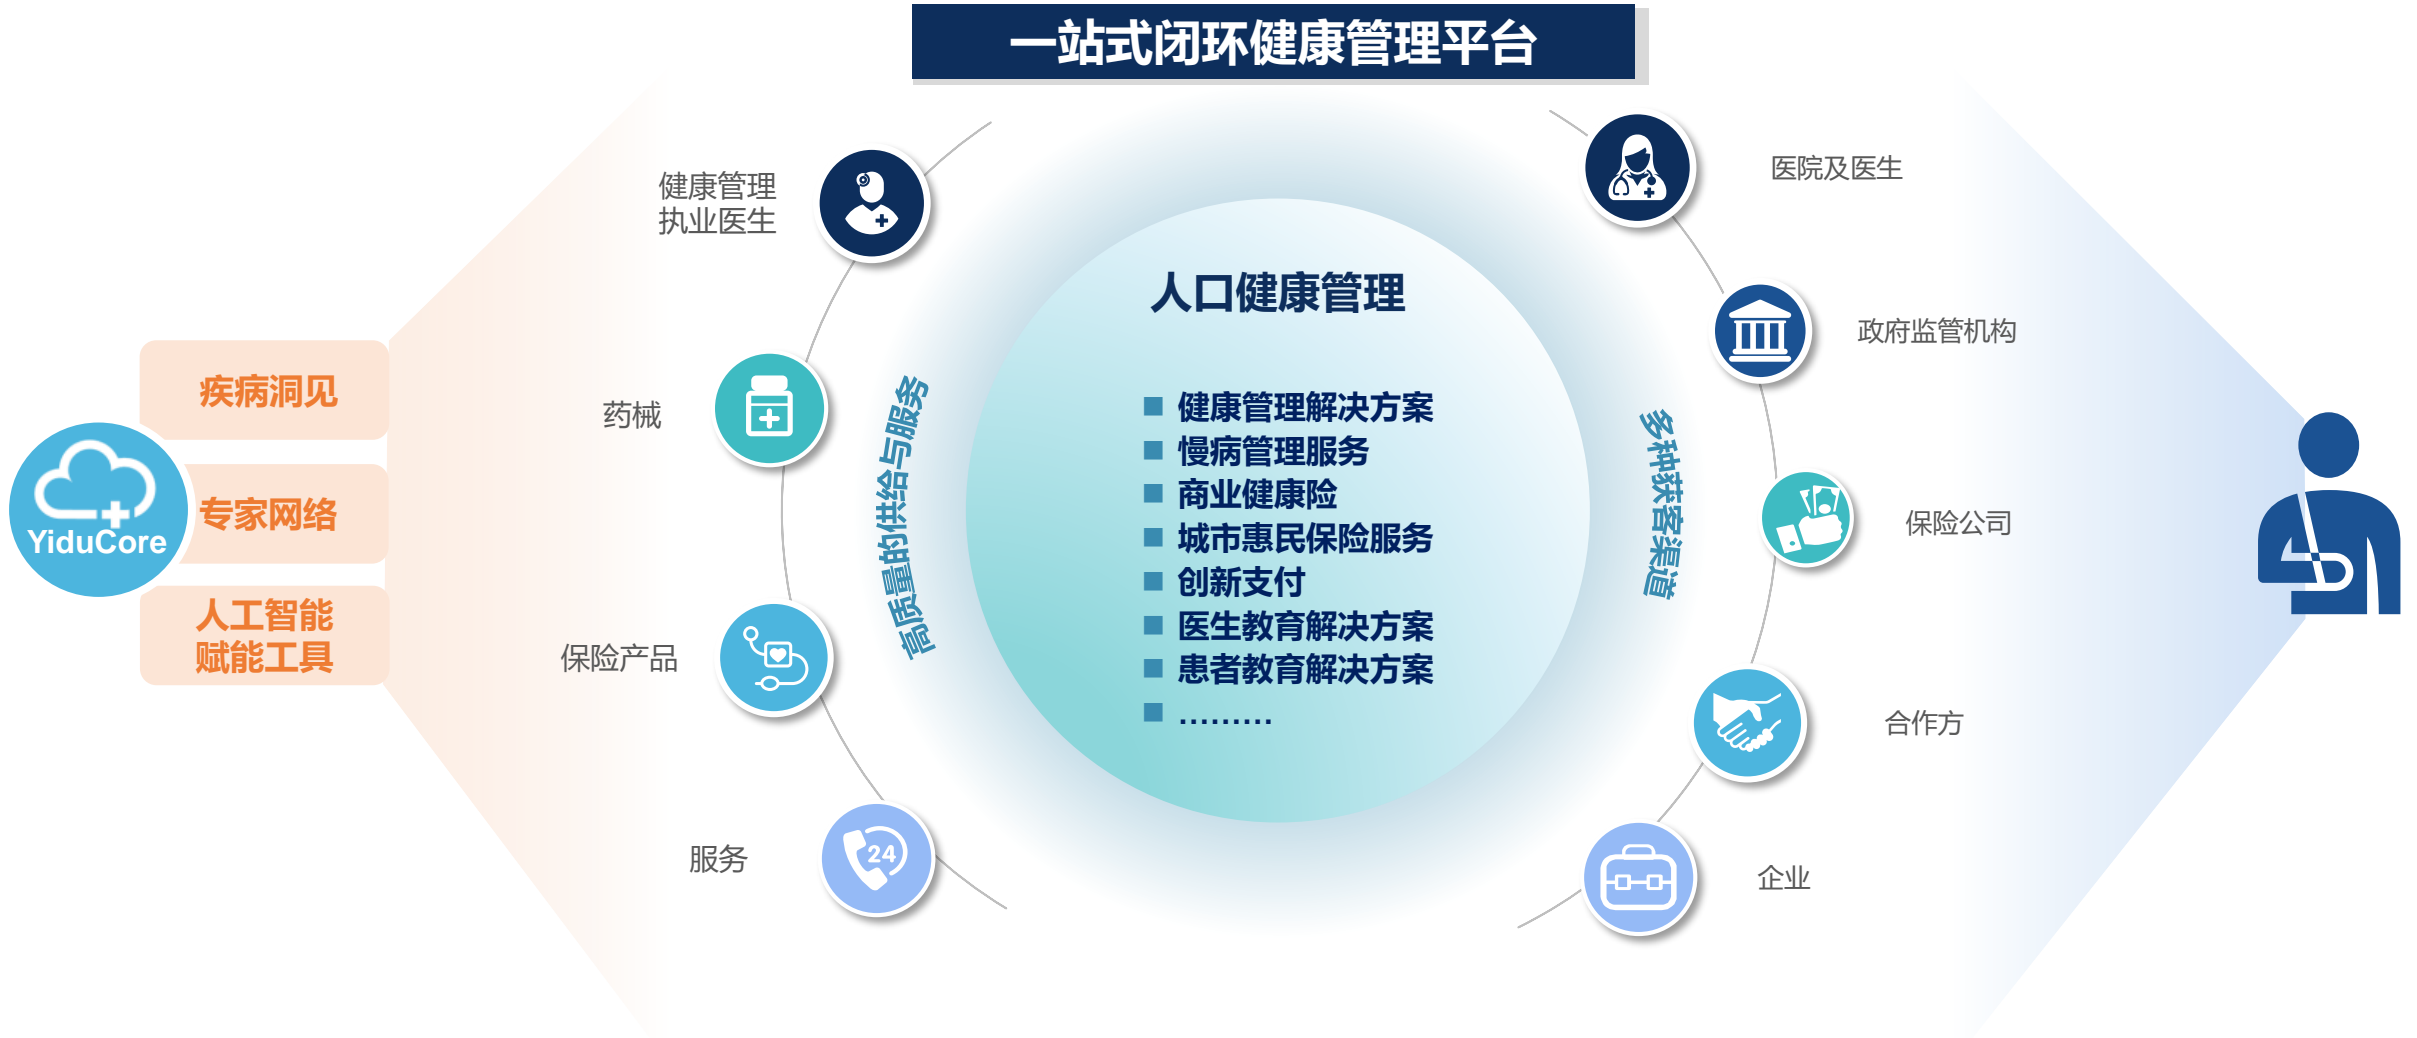 一站式闭环健康管理平台
疾病洞见
专家网络
人工智能
赋能工具
YiduCore
健康管理
执业医生
药械
保险产品
服务
24
高质量的供给与服务
人口健康管理
健康管理解决方案
慢病管理服务
商业健康险
城市惠民保险服务
创新支付
医生教育解决方案
患者教育解决方案
………
多种获客渠道
医院及医生
政府监管机构
保险公司
合作方
企业